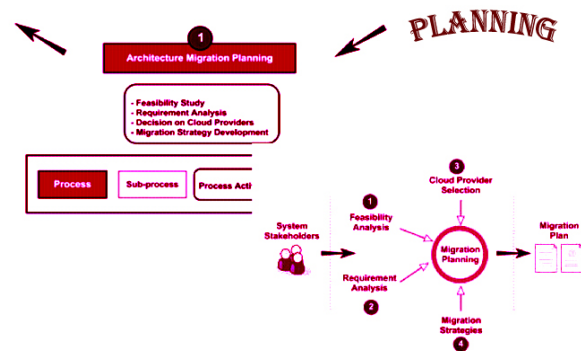 PLANNING
1
Architecture Migration Planning
- Feasibility Study
- Requirement Analysis
- Decision on Cloud Providers
- Migration Strategy Development
Process
Sub-process
Process Acti
3
Cloud Provider
Selection
1
Feasibility
Analysis
System
Stakeholders
Migration
Planning
Migration
Plan
Requirement
Analysis
2
Migration
Strategies
4